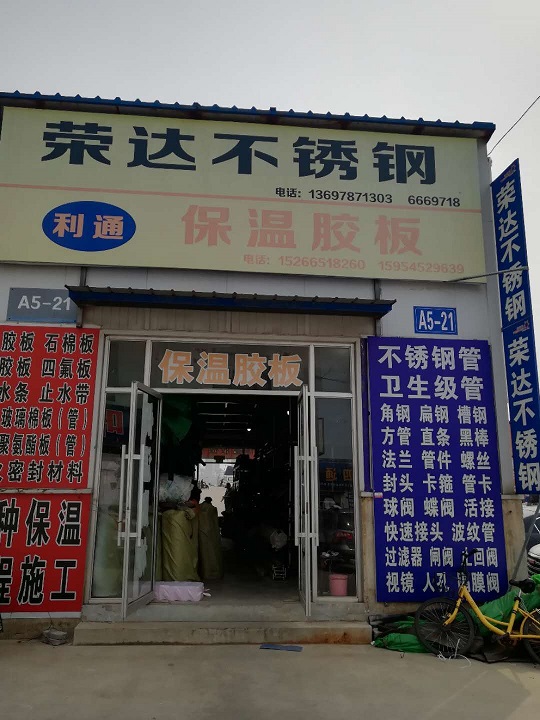 荣达不锈钢
电话：13697871303 6669718
利通
保温胶板
电话：15266518260 15954529639
A5-21
A5-21
保温胶板
胶板 石棉板
胶板 四氟板
水条 止水带
玻璃棉板（管）
聚氨酯板（管）
密封材料
种保温
程施工
不锈钢管
卫生级管
角钢 扁钢 槽钢
方管 直条 黑棒
法兰 管件 螺丝
封头 卡箍 管卡
球阀 蝶阀 活接
快速接头 波纹管
过滤器 闸阀 回阀
视镜 人孔 膜阀
荣达不锈钢
荣达不锈钢